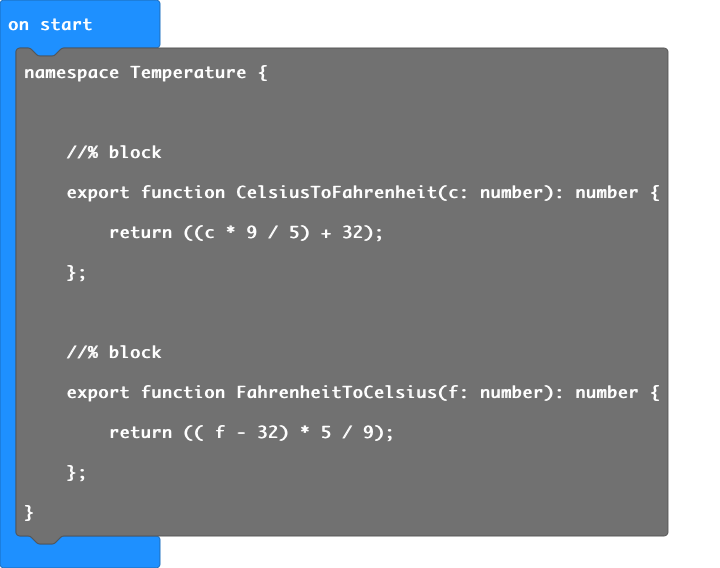 on start
namespace Temperature {
//% block
export function CelsiusToFahrenheit(c: number): number {
return ((c * 9 / 5) + 32);
};
//% block
export function FahrenheitToCelsius(f: number): number {
return (( f - 32) * 5 / 9);
};
}